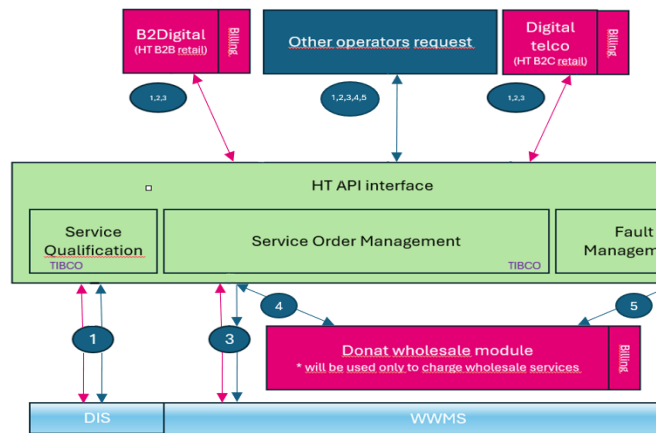 B2Digital
(HT B2B retail)
Billing
Other operators request
Digital
telco
(HT B2C retail)
Billing
1,2,3
1,2,3,4,5
1,2,3
HT API interface
Service
Qualification
TIBCO
Service Order Management
TIBCO
Fault
Manageme
4
5
1
3
Donat wholesale module
* will be used only to charge wholesale services
Billing
DIS
WWMS